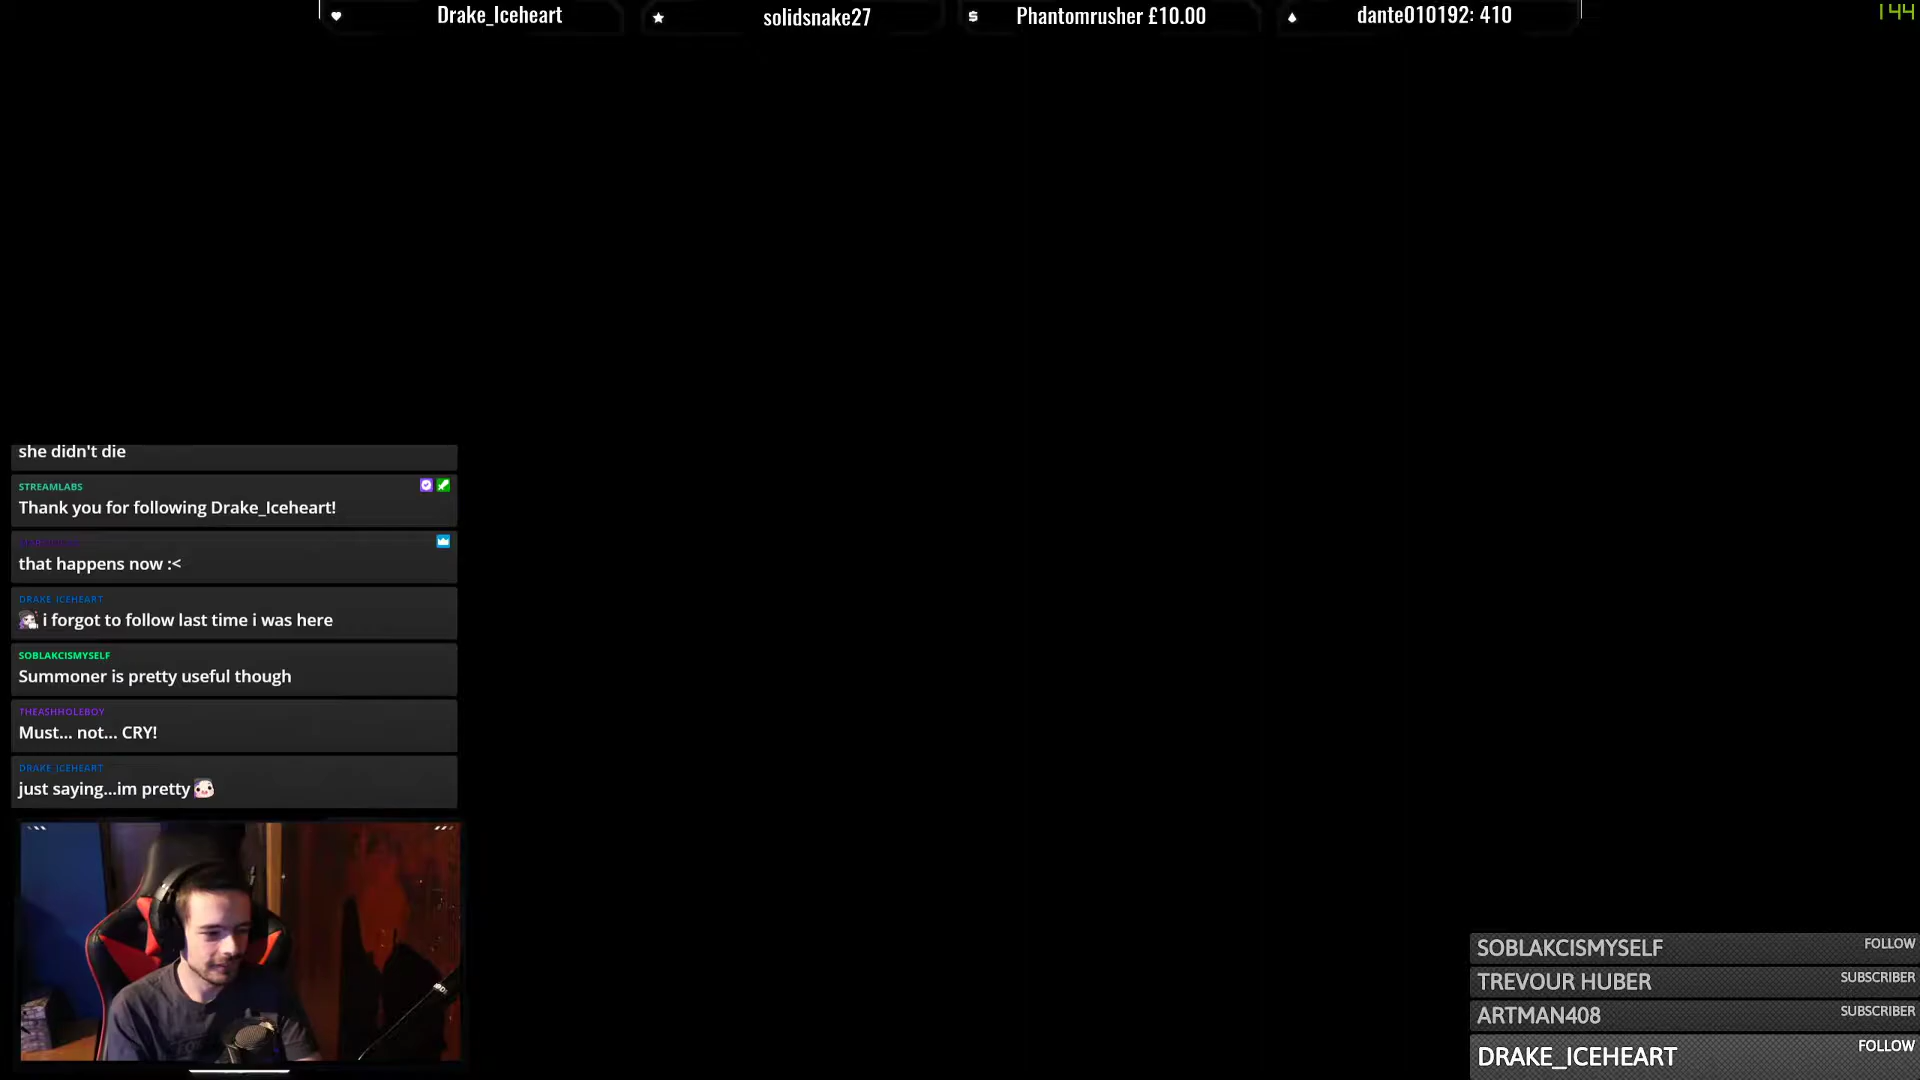 Drake_Iceheart
solidsnake27
Phantomrusher £10.00
dante010192: 410
144
she didn't die
STREAMLABS
Thank you for following Drake_Iceheart!
that happens now :<
DRAKE_ICEHEART
i forgot to follow last time i was here
SOBLAKCISMYSELF
Summoner is pretty useful though
THEASHHOLEBOY
Must... not... CRY!
DRAKE_ICEHEART
just saying...im pretty
SOBLAKCISMYSELF FOLLOW
TREVOUR HUBER SUBSCRIBER
ARTMAN408 SUBSCRIBER
DRAKE_ICEHEART FOLLOW